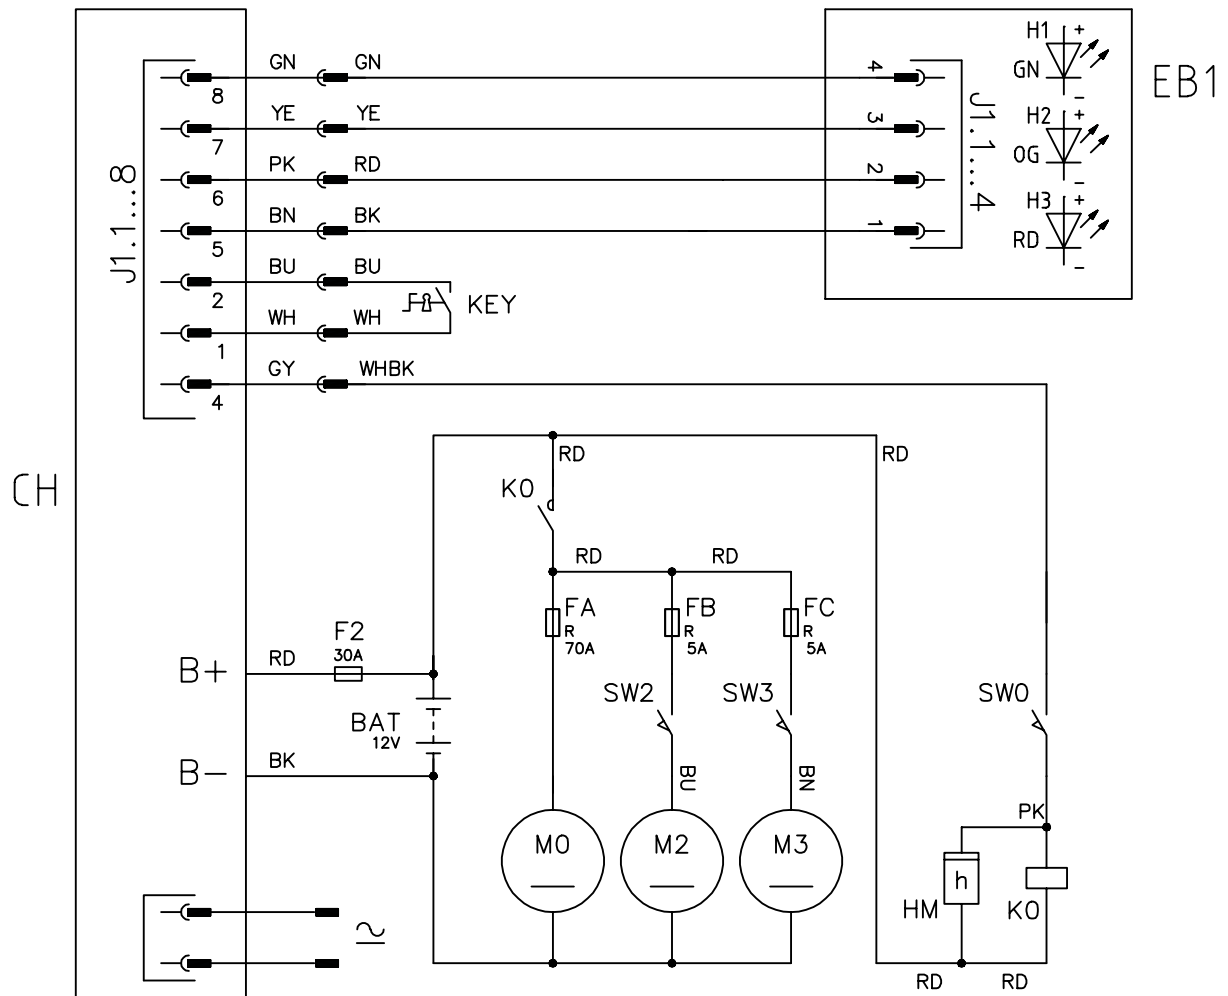 H1 +
GN GN
4
GN
EB1
8
-
YE YE
3
H2 +
7
OG
J1.1...4
PK RD
2
-
J1.1...8
6
H3 +
BN BK
1
RD
5
-
BU BU
2
KEY
WH WH
1
GY WHBK
4
RD RD
CH
K0
RD RD
FA FB FC
R R R
70A 5A 5A
F2
30A
B+ RD
SW2 SW3 SW0
BAT
12V
B- BK
BU BN
PK
M0 M2 M3
h
HM K0
RD RD